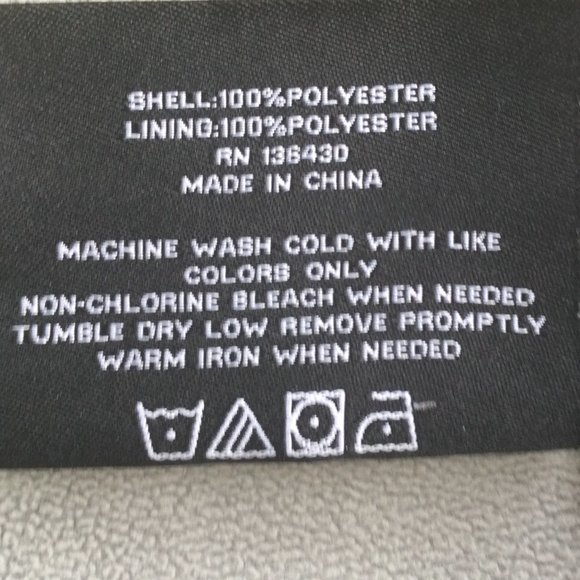 SHELL:100%POLYESTER
LINING:100%POLYESTER
RN 136430
MADE IN CHINA
MACHINE WASH COLD WITH LIKE
COLORS ONLY
NON-CHLORINE BLEACH WHEN NEEDED
TUMBLE DRY LOW REMOVE PROMPTLY
WARM IRON WHEN NEEDED